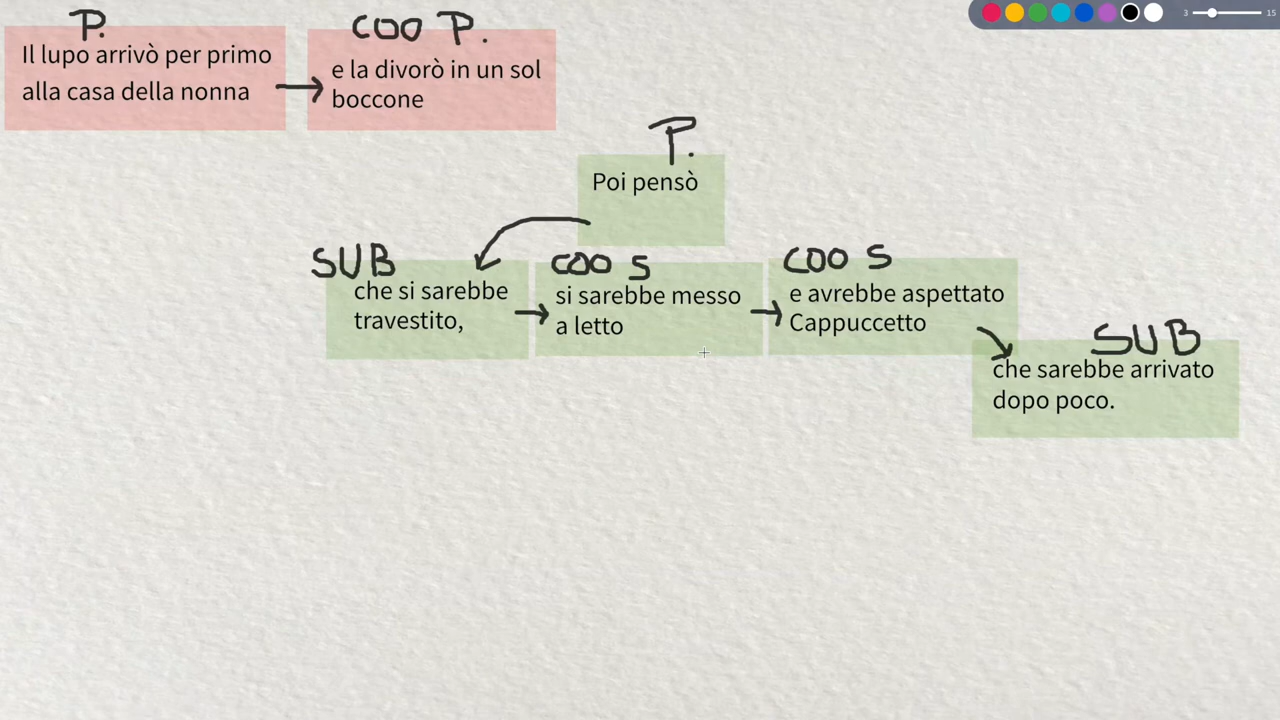 P.
COO P.
Il lupo arrivò per primo
alla casa della nonna
e la divorò in un sol
boccone
P.
Poi pensò
SUB
che si sarebbe
travestito,
COO S
si sarebbe messo
a letto
COO S
e avrebbe aspettato
Cappuccetto
SUB
che sarebbe arrivato
dopo poco.
3
15